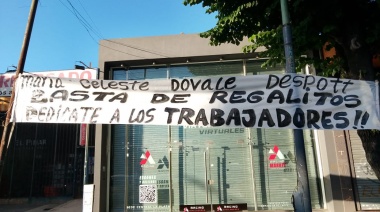 maria celeste DOVALE DESPOTT
BASTA DE REGALITOS
DEDICATE A LOS TRABAJADORES!!
VIRTUALES